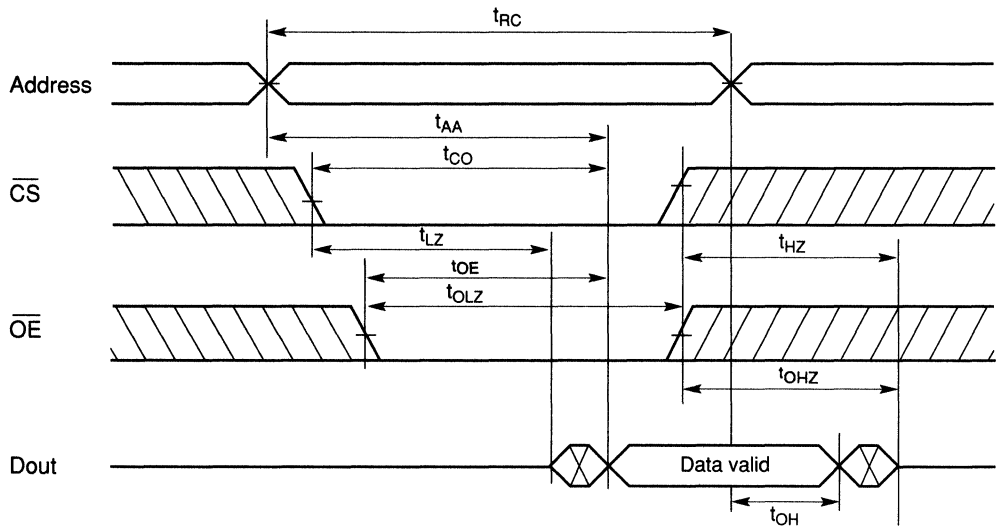 tRC
Address
tAA
tCO
CS
tLZ
tHZ
tOE
tOLZ
OE
tOHZ
Dout
Data valid
tOH